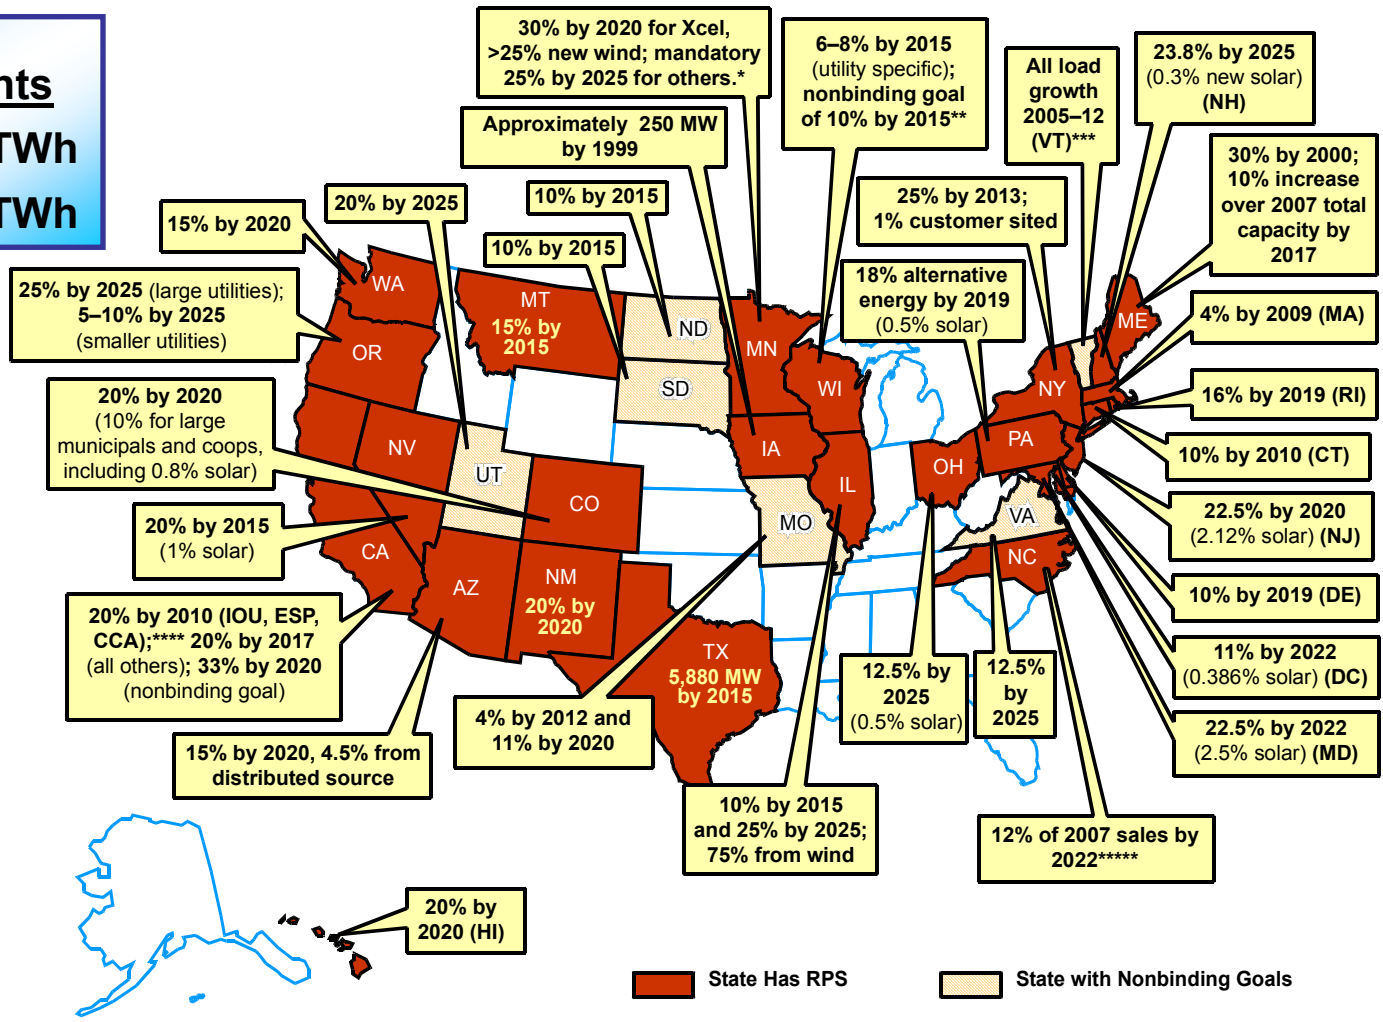 nts
TWh
TWh
30% by 2020 for Xcel,
>25% new wind; mandatory
25% by 2025 for others.*
6–8% by 2015
(utility specific);
nonbinding goal
of 10% by 2015**
All load
growth
2005–12
(VT)***
23.8% by 2025
(0.3% new solar)
(NH)
Approximately 250 MW
by 1999
30% by 2000;
10% increase
over 2007 total
capacity by
2017
15% by 2020
20% by 2025
10% by 2015
10% by 2015
25% by 2013;
1% customer sited
18% alternative
energy by 2019
(0.5% solar)
25% by 2025 (large utilities);
5–10% by 2025
(smaller utilities)
4% by 2009 (MA)
16% by 2019 (RI)
10% by 2010 (CT)
20% by 2020
(10% for large
municipals and coops,
including 0.8% solar)
22.5% by 2020
(2.12% solar) (NJ)
20% by 2015
(1% solar)
10% by 2019 (DE)
20% by 2010 (IOU, ESP,
CCA);**** 20% by 2017
(all others); 33% by 2020
(nonbinding goal)
11% by 2022
(0.386% solar) (DC)
22.5% by 2022
(2.5% solar) (MD)
15% by 2020, 4.5% from
distributed source
4% by 2012 and
11% by 2020
12.5% by
2025
(0.5% solar)
12.5%
by
2025
10% by 2015
and 25% by 2025;
75% from wind
12% of 2007 sales by
2022*****
20% by
2020 (HI)
WA
OR
MT
15% by
2015
ND
SD
MN
WI
IA
IL
OH
PA
NY
ME
NV
UT
CO
CA
AZ
NM
20% by
2020
TX
5,880 MW
by 2015
MO
VA
NC
State Has RPS
State with Nonbinding Goals